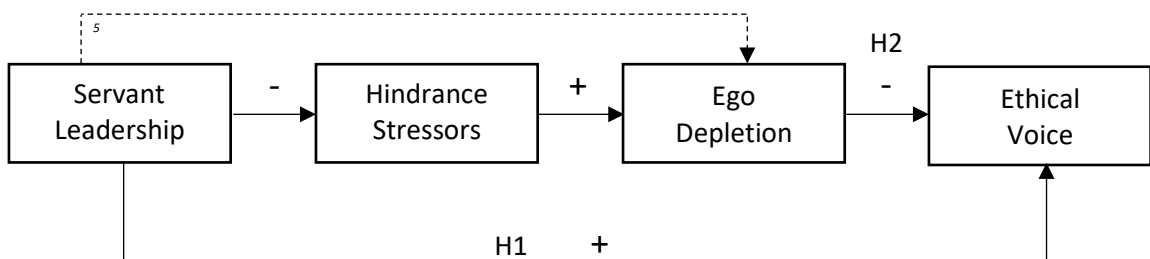 5
H2
Servant
Leadership
-
Hindrance
Stressors
+
Ego
Depletion
-
Ethical
Voice
H1 +